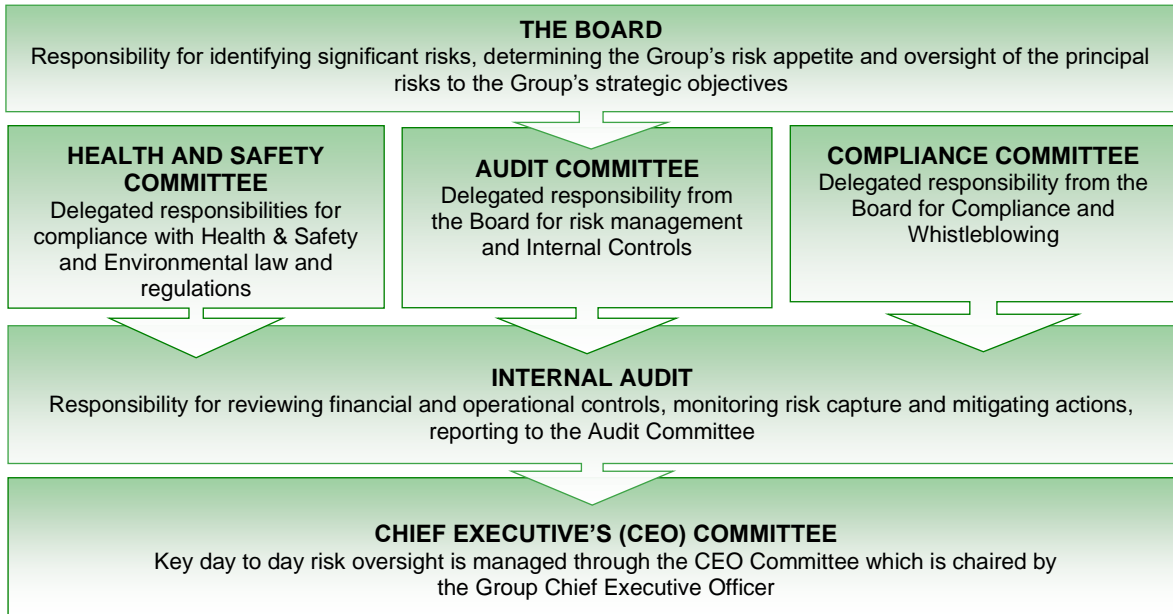 THE BOARD
Responsibility for identifying significant risks, determining the Group’s risk appetite and oversight of the principal
risks to the Group’s strategic objectives
HEALTH AND SAFETY
COMMITTEE
Delegated responsibilities for
compliance with Health & Safety
and Environmental law and
regulations
AUDIT COMMITTEE
Delegated responsibility from
the Board for risk management
and Internal Controls
COMPLIANCE COMMITTEE
Delegated responsibility from the
Board for Compliance and
Whistleblowing
INTERNAL AUDIT
Responsibility for reviewing financial and operational controls, monitoring risk capture and mitigating actions,
reporting to the Audit Committee
CHIEF EXECUTIVE’S (CEO) COMMITTEE
Key day to day risk oversight is managed through the CEO Committee which is chaired by
the Group Chief Executive Officer